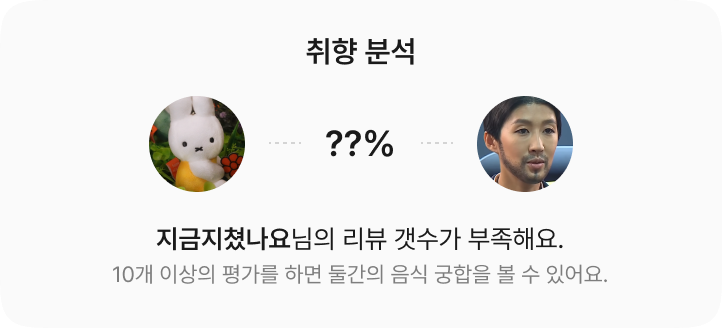 취향 분석
??%
지금지쳤나요님의 리뷰 갯수가 부족해요.
10개 이상의 평가를 하면 둘간의 음식 궁합을 볼 수 있어요.